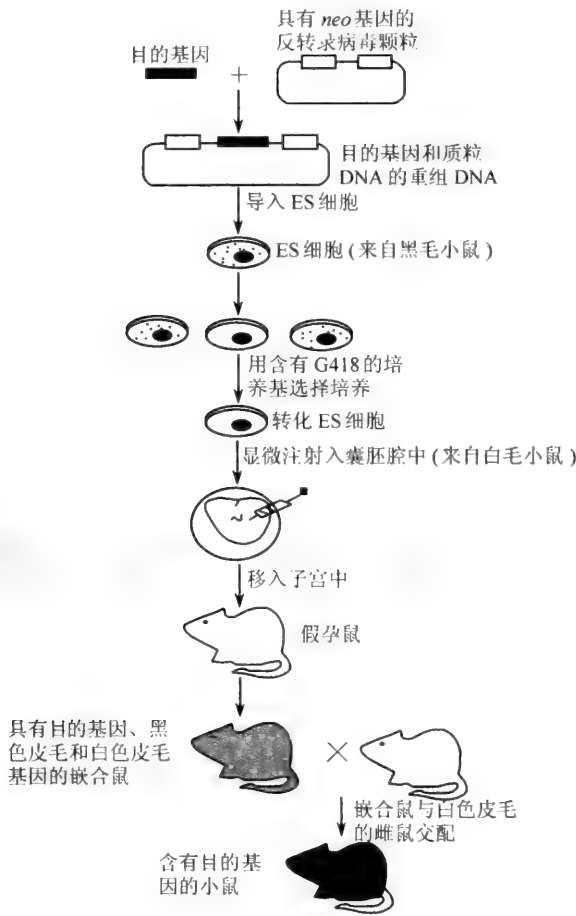 目的基因
具有neo基因的
反转录病毒颗粒
+
目的基因和质粒
DNA的重组DNA
导入ES细胞
ES细胞(来自黑毛小鼠)
用含有G418的培
养基选择培养
转化ES细胞
显微注射入囊胚腔中(来自白毛小鼠)
移入子宫中
假孕鼠
具有目的基因、黑
色皮毛和白色皮毛
基因的嵌合鼠
×
嵌合鼠与白色皮毛
的雌鼠交配
含有目的基
因的小鼠